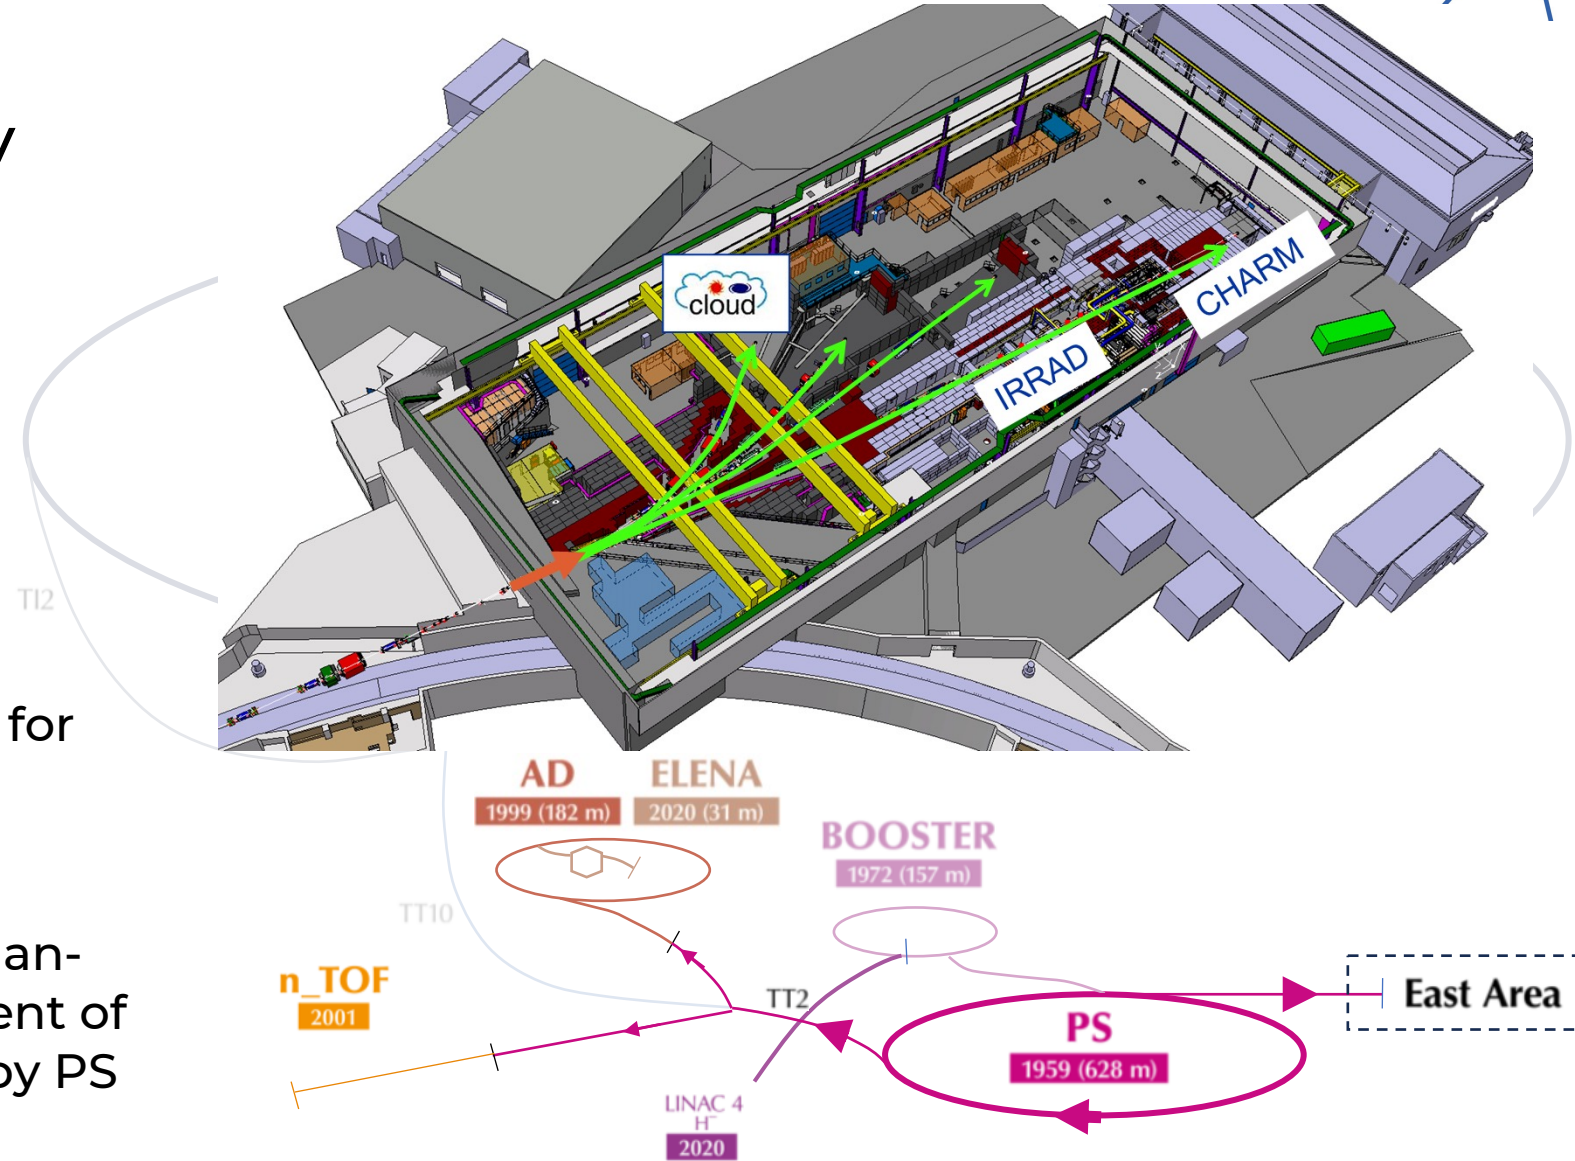 y
cloud
CHARM
IRRAD
TI2
for
AD
1999 (182 m)
ELENA
2020 (31 m)
BOOSTER
1972 (157 m)
TT10
an-
ent of
by PS
n_TOF
2001
TT2
East Area
PS
1959 (628 m)
LINAC 4
H⁻
2020